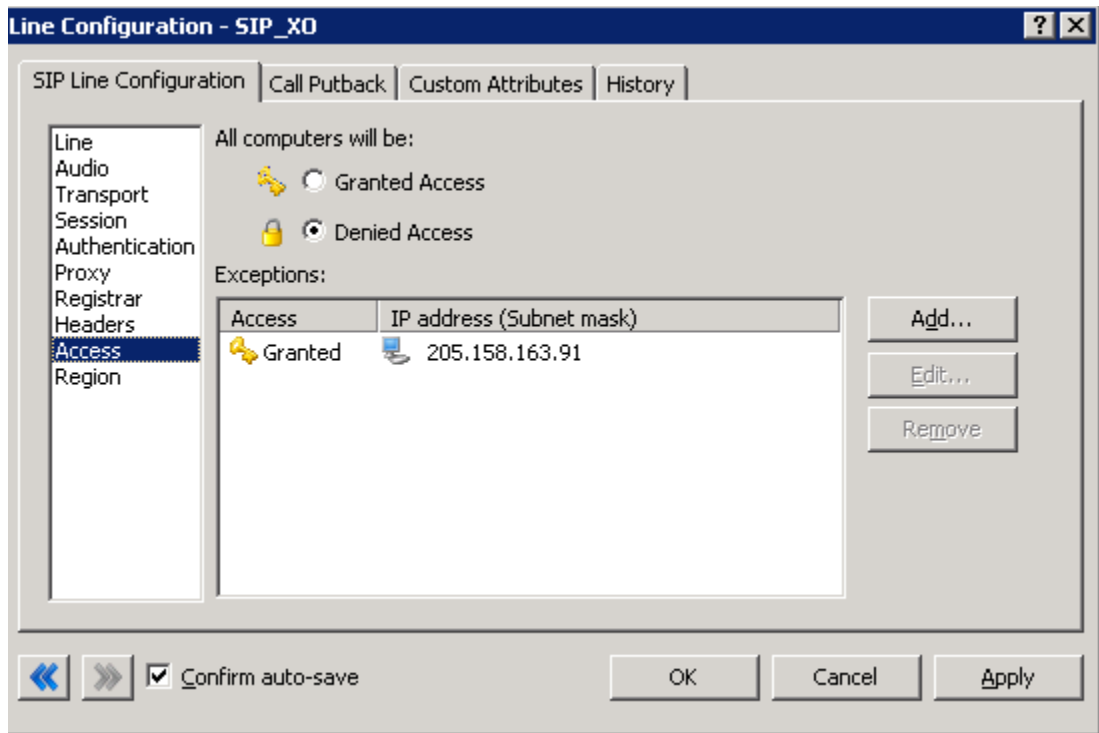 Line Configuration - SIP_XO
SIP Line Configuration
Call Putback
Custom Attributes
History
Line
Audio
Transport
Session
Authentication
Proxy
Registrar
Headers
Access
Region
All computers will be:
Granted Access
Denied Access
Exceptions:
Access IP address (Subnet mask)
Granted 205.158.163.91
Add...
Edit...
Remove
Confirm auto-save
OK
Cancel
Apply